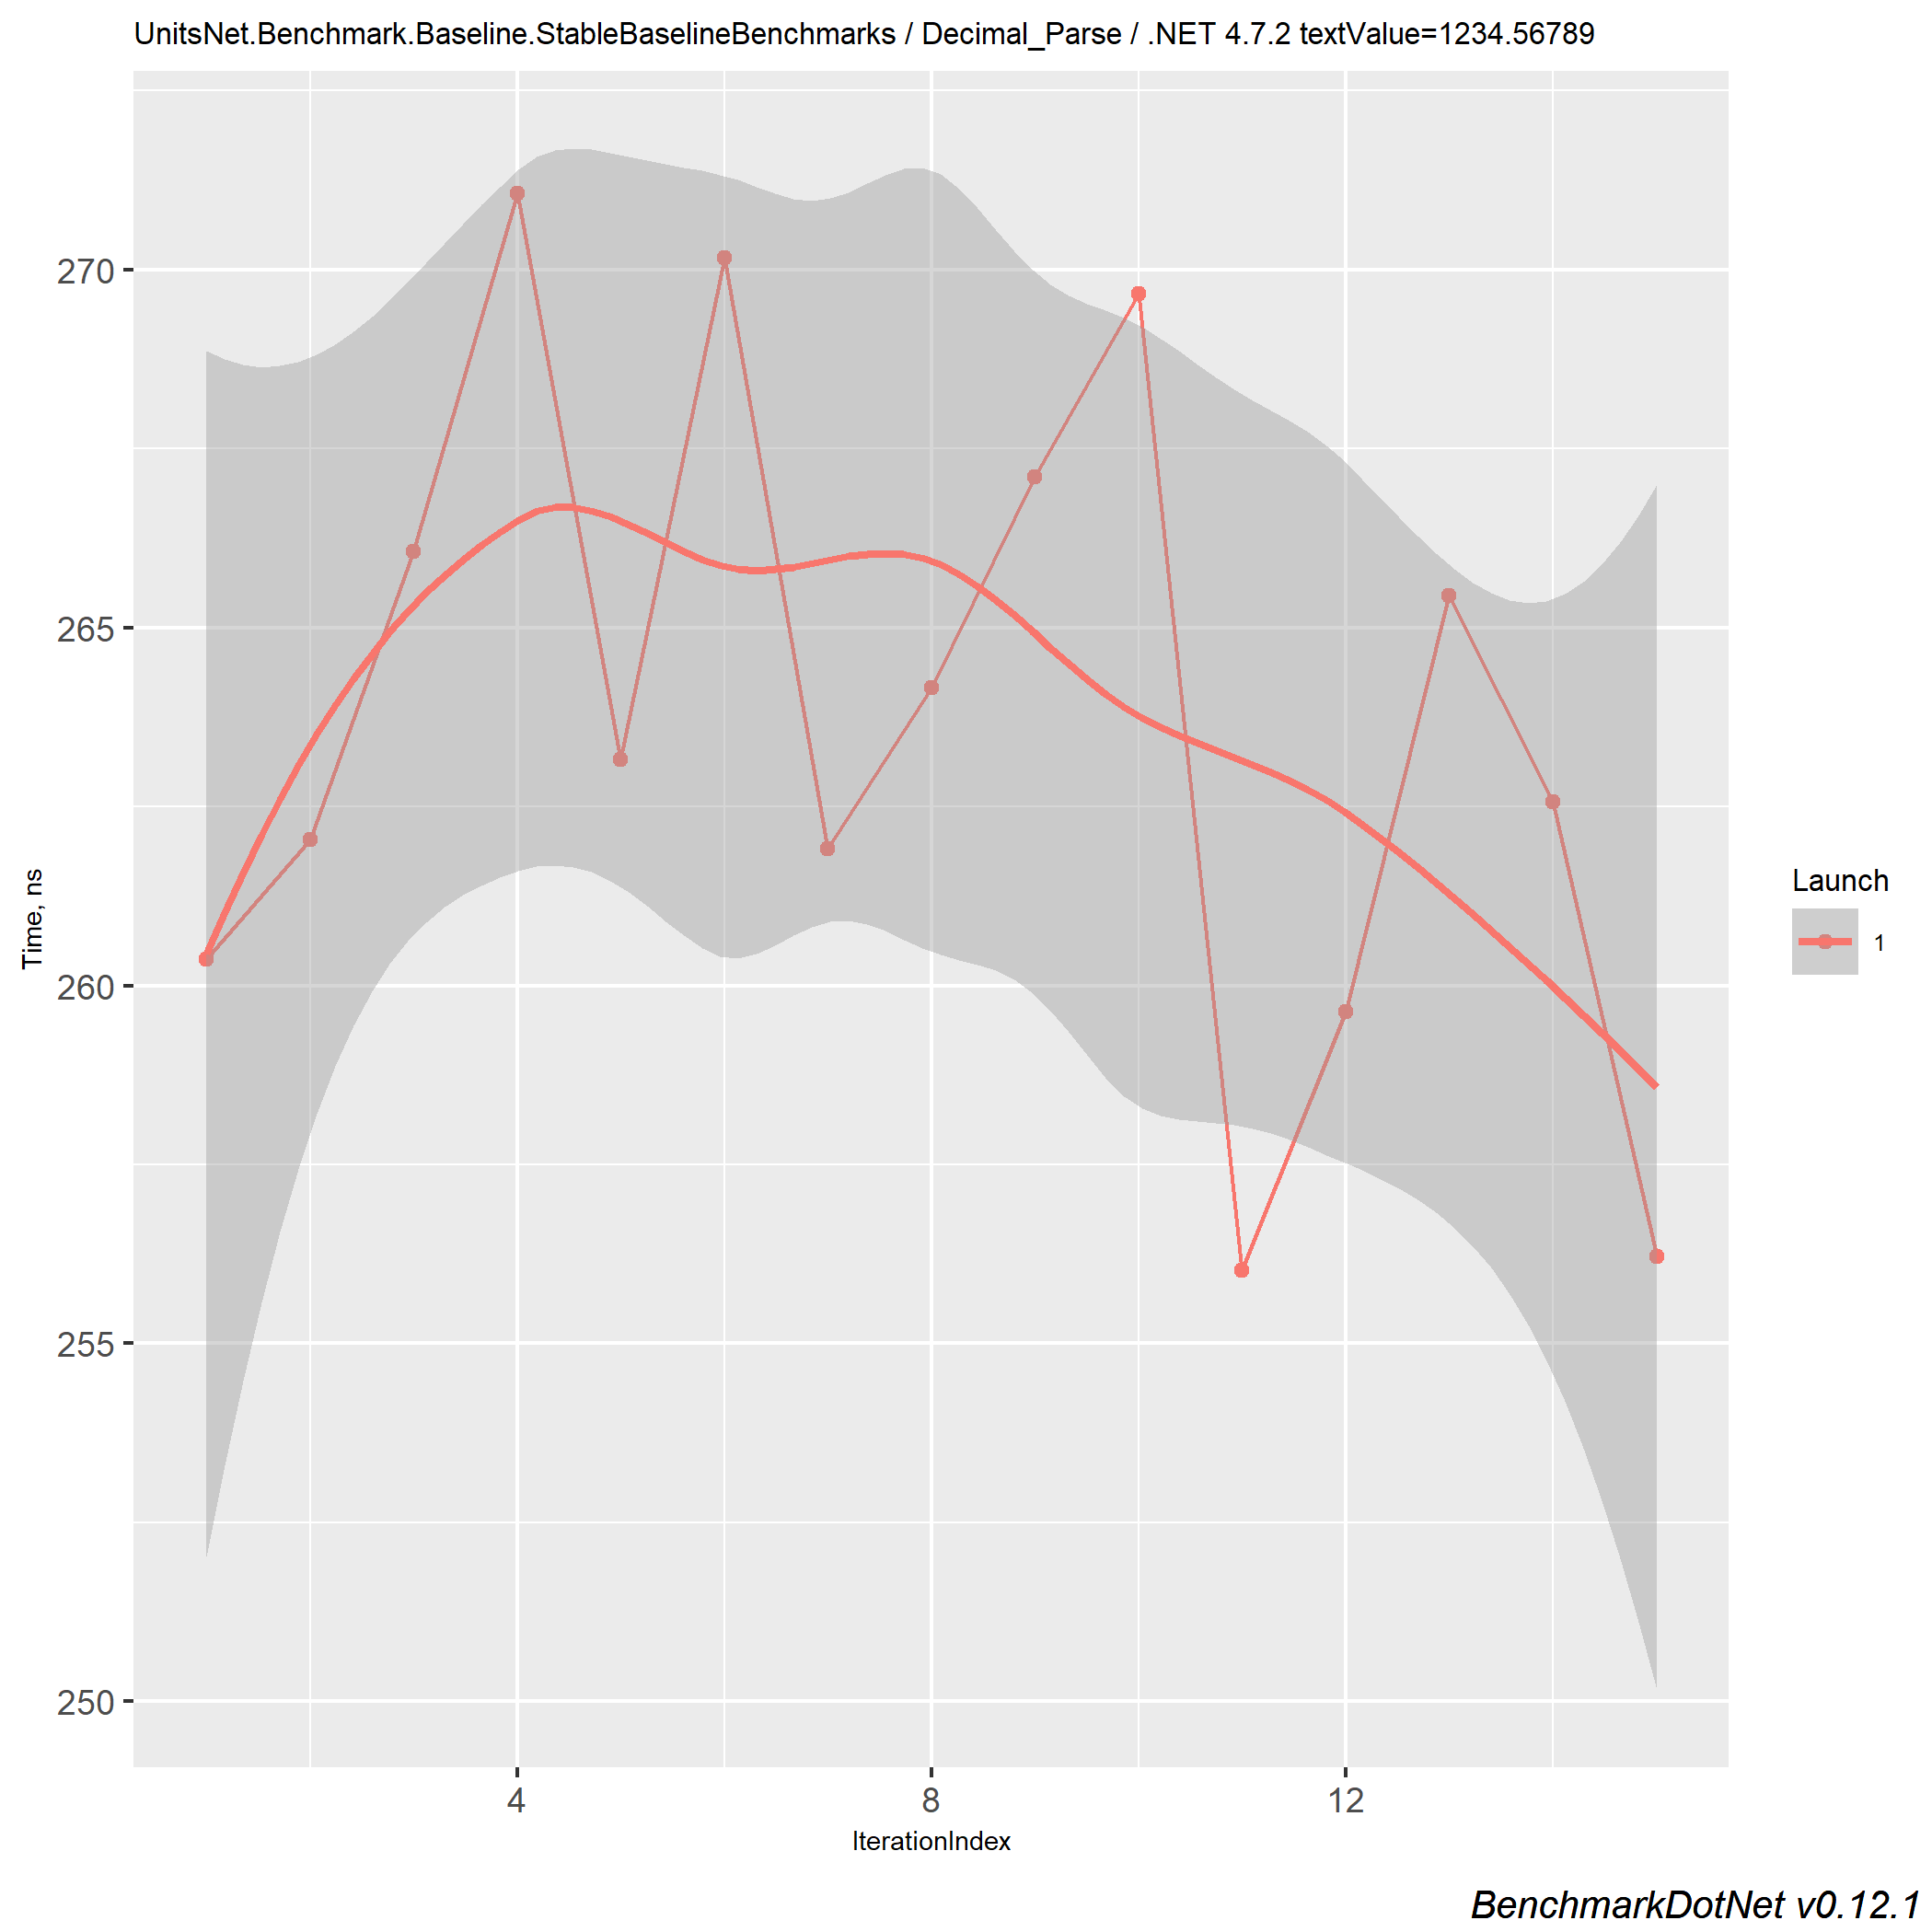 UnitsNet.Benchmark.Baseline.StableBaselineBenchmarks / Decimal_Parse / .NET 4.7.2 textValue=1234.56789
270
265
260
255
250
Time, ns
4 8 12
IterationIndex
Launch
1
BenchmarkDotNet v0.12.1